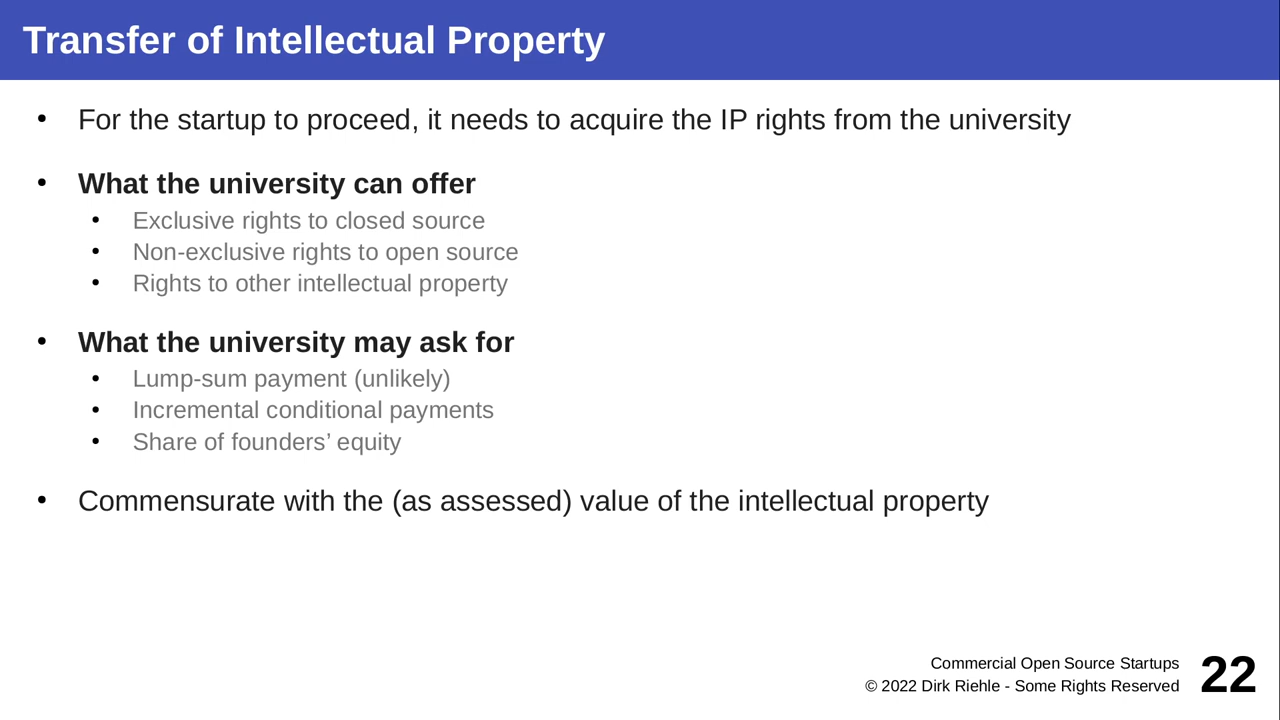 Transfer of Intellectual Property
• For the startup to proceed, it needs to acquire the IP rights from the university
• What the university can offer
• Exclusive rights to closed source
• Non-exclusive rights to open source
• Rights to other intellectual property
• What the university may ask for
• Lump-sum payment (unlikely)
• Incremental conditional payments
• Share of founders’ equity
• Commensurate with the (as assessed) value of the intellectual property
Commercial Open Source Startups
© 2022 Dirk Riehle - Some Rights Reserved
22